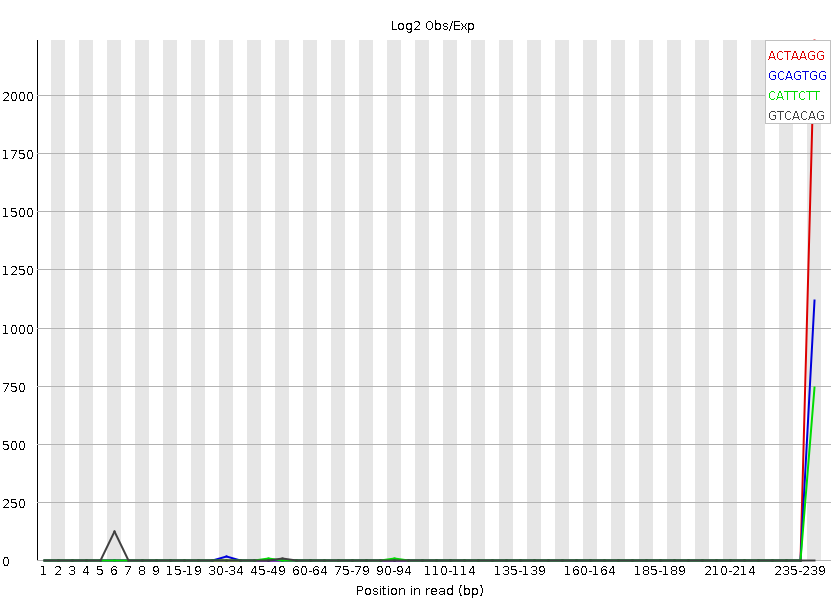 Log2 Obs/Exp
ACTAAGG
GCAGTGG
CATTCTT
GTCACAG
2000
1750
1500
1250
1000
750
500
250
0
1 2 3 4 5 6 7 8 9 15-19 30-34 45-49 60-64 75-79 90-94 110-114 135-139 160-164 185-189 210-214 235-239
Position in read (bp)